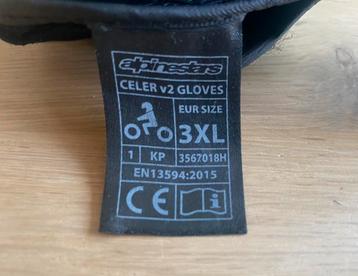 alpinestars
CELER v2 GLOVES
EUR SIZE
3XL
1 KP 3567018H
EN13594:2015
CE i